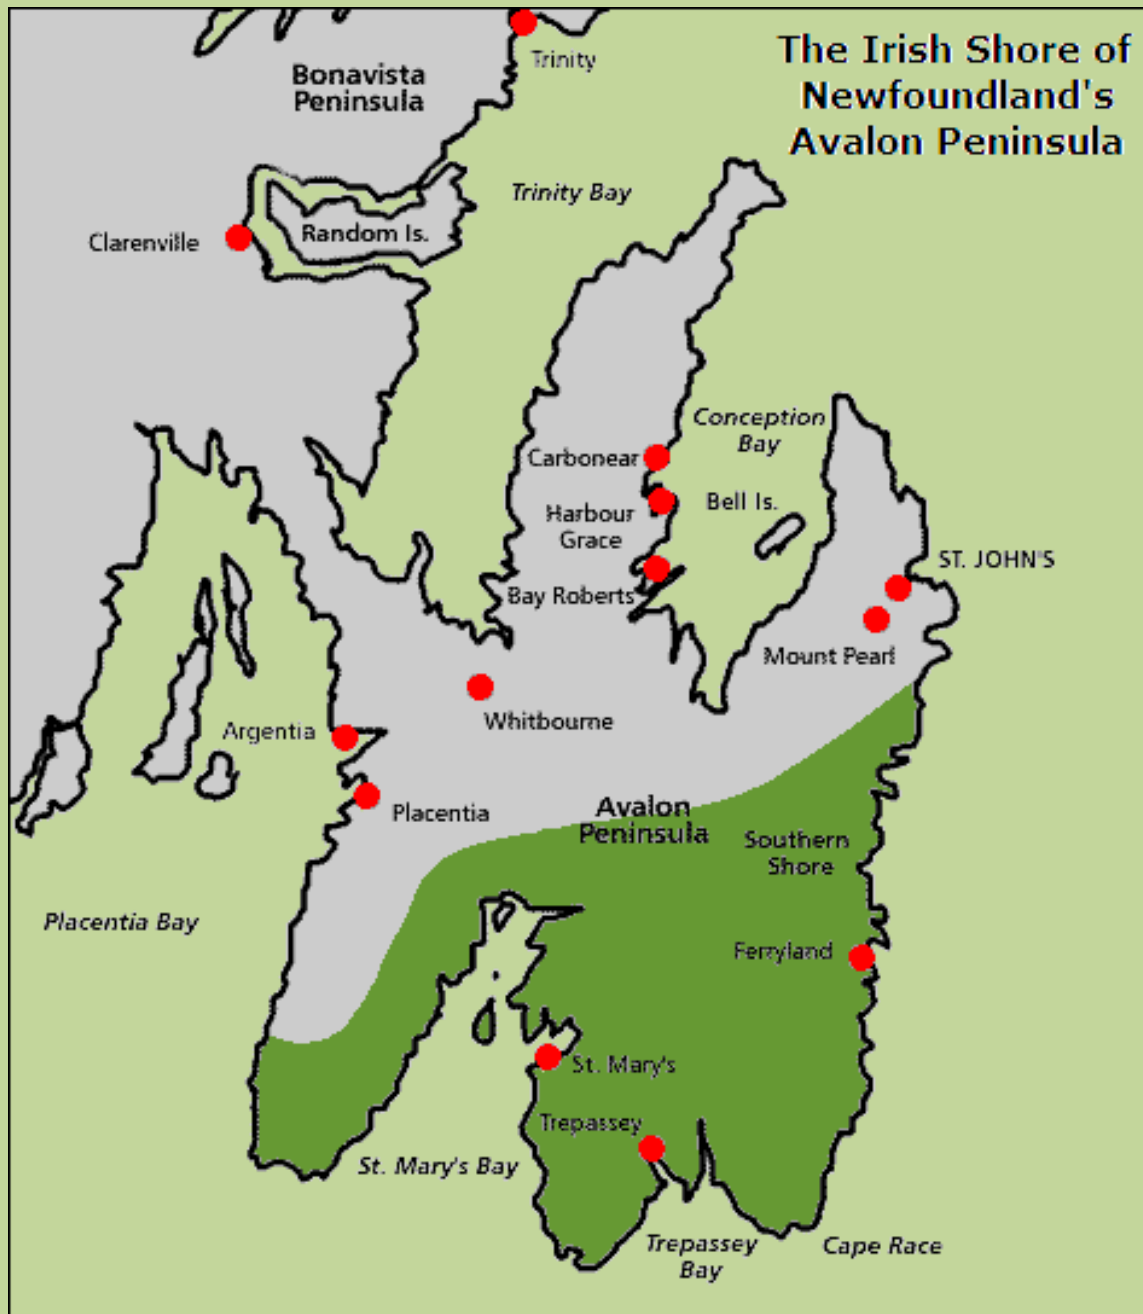 The Irish Shore of
Newfoundland's
Avalon Peninsula
Trinity
Bonavista
Peninsula
Trinity Bay
Random Is.
Clarenville
Conception
Bay
Carbonear
Bell Is.
Harbour
Grace
ST. JOHN'S
Bay Roberts
Mount Pearl
Whitbourne
Argentia
Placentia
Avalon
Peninsula
Southern
Shore
Placentia Bay
Ferryland
St. Mary's
Trepassey
St. Mary's Bay
Trepassey
Bay
Cape Race